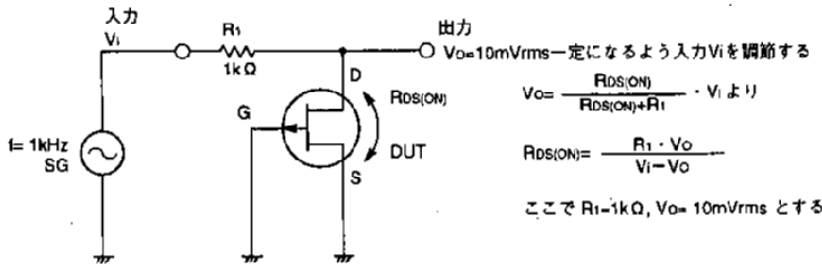 入力
Vi
R1
1kΩ
出力
Vo=10mVrms一定になるよう入力Viを調節する
D
RDS(ON)
G
DUT
S
f= 1kHz
SG
Vo= RDS(ON) / RDS(ON)+R1 ・Vi より
RDS(ON)= R1・Vo / Vi−Vo
ここで R1=1kΩ, Vo= 10mVrms とする